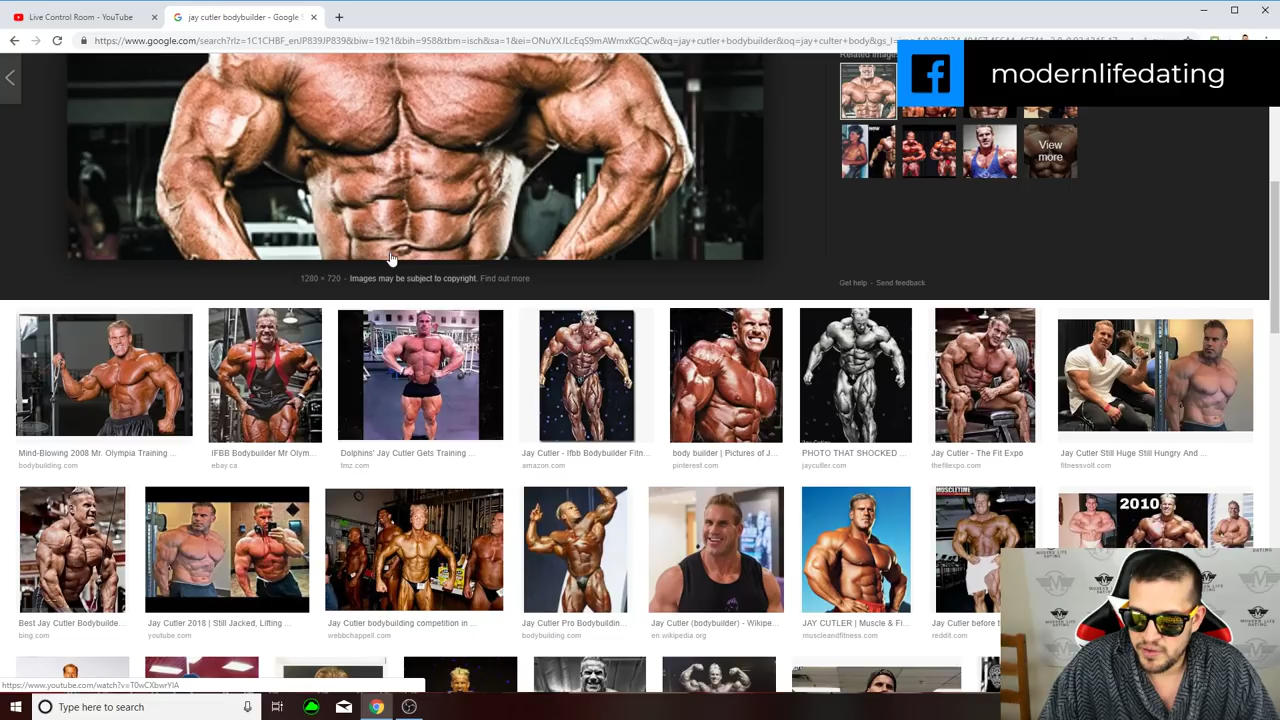 Live Control Room - YouTube
jay cutler bodybuilder - Google S
modernlifedating
View more
1280 × 720 - Images may be subject to copyright. Find out more
Get help - Send feedback
Mind-Blowing 2008 Mr. Olympia Training ...
bodybuilding.com
IFBB Bodybuilder Mr Olym...
ebay.ca
Dolphins' Jay Cutler Gets Training ...
tmz.com
Jay Cutler - Ifbb Bodybuilder Fitn...
amazon.com
body builder | Pictures of J...
pinterest.com
PHOTO THAT SHOCKED ...
jaycutler.com
Jay Cutler - The Fit Expo
thefitexpo.com
Jay Cutler Still Huge Still Hungry And ...
fitnessvolt.com
MUSCLETIME
2010
Best Jay Cutler Bodybuilde...
bing.com
Jay Cutler 2018 | Still Jacked, Lifting ...
youtube.com
Jay Cutler bodybuilding competition in ...
webbchappell.com
Jay Cutler Pro Bodybuildin...
bodybuilding.com
Jay Cutler (bodybuilder) - Wikipe...
en.wikipedia.org
JAY CUTLER | Muscle & Fi...
muscleandfitness.com
Jay Cutler before t
reddit.com
https://www.youtube.com/watch?v=T0wCXbwrYIA
Type here to search